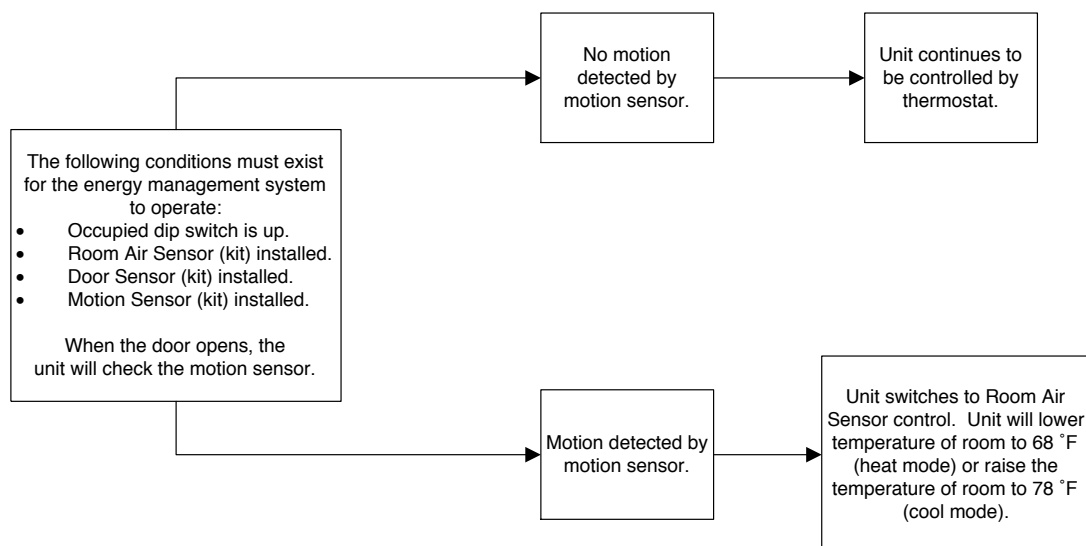 The following conditions must exist
for the energy management system
to operate:
• Occupied dip switch is up.
• Room Air Sensor (kit) installed.
• Door Sensor (kit) installed.
• Motion Sensor (kit) installed.
When the door opens, the
unit will check the motion sensor.
No motion
detected by
motion sensor.
Unit continues to
be controlled by
thermostat.
Motion detected by
motion sensor.
Unit switches to Room Air
Sensor control. Unit will lower
temperature of room to 68 ˚F
(heat mode) or raise the
temperature of room to 78 ˚F
(cool mode).